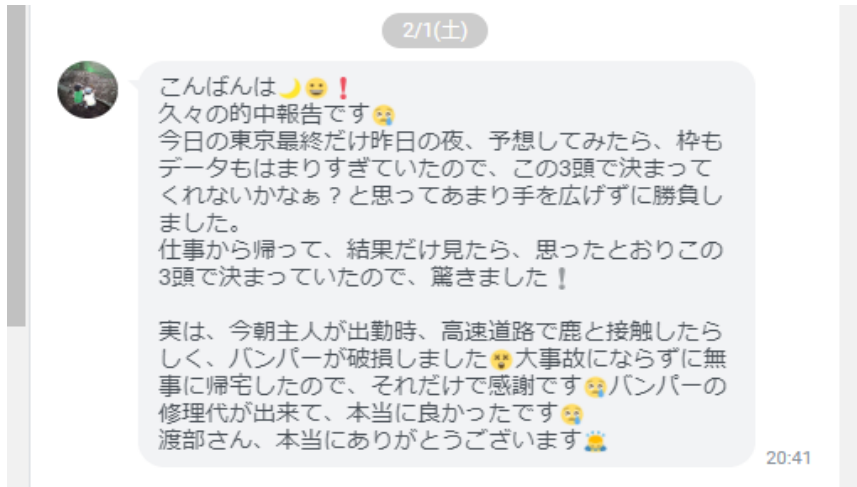 2/1(土)
こんばんは🌙😀❗
久々の的中報告です😢
今日の東京最終だけ昨日の夜、予想してみたら、枠も
データもはまりすぎていたので、この3頭で決まって
くれないかなぁ？と思ってあまり手を広げずに勝負し
ました。
仕事から帰って、結果だけ見たら、思ったとおりこの
3頭で決まっていたので、驚きました❕
実は、今朝主人が出勤時、高速道路で鹿と接触したら
しく、バンパーが破損しました😵大事故にならずに無
事に帰宅したので、それだけで感謝です😢バンパーの
修理代が出来て、本当に良かったです😢
渡部さん、本当にありがとうございます🙇
20:41